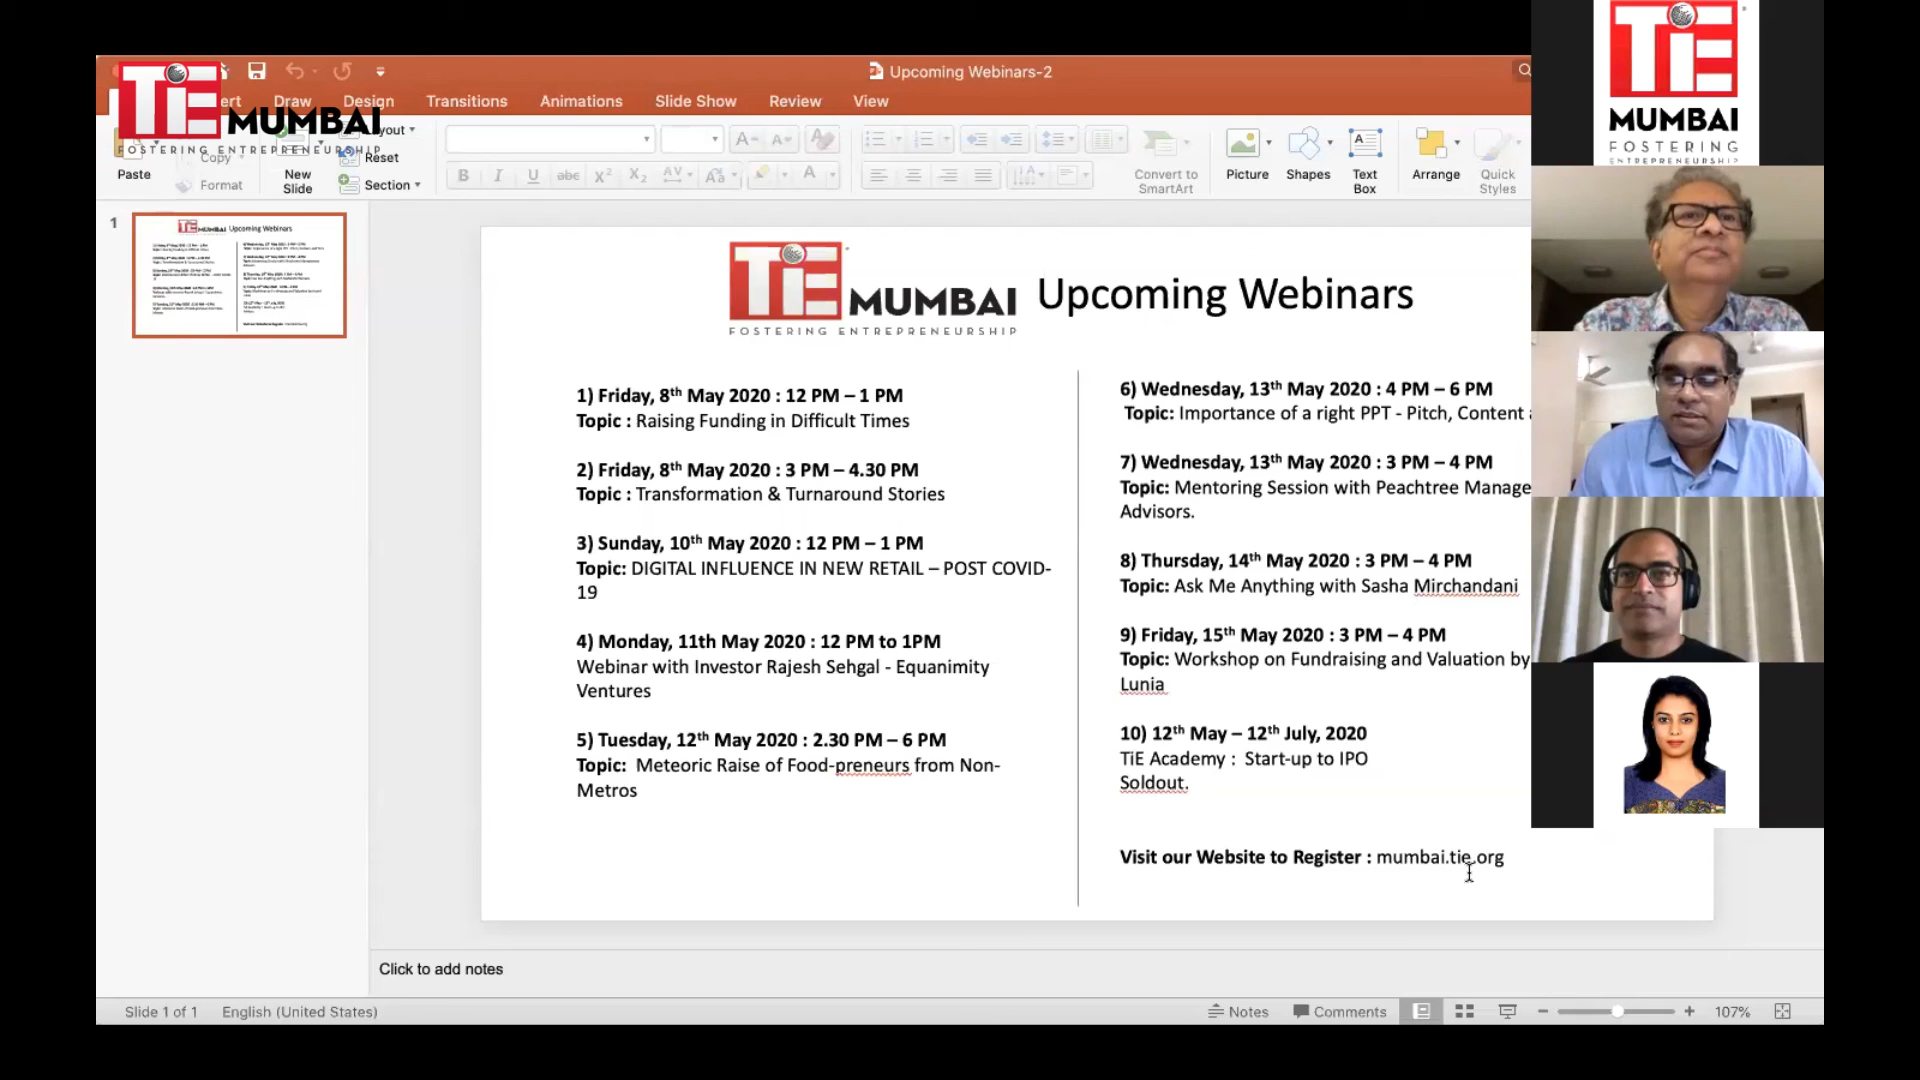 Upcoming Webinars-2
TiE MUMBAI
FOSTERING ENTREPRENEURSHIP
Draw Design Transitions Animations Slide Show Review View
Paste
Copy
Format
New
Slide
Reset
Section
Convert to
SmartArt
Picture
Shapes
Text
Box
Arrange
Quick
Styles
1
TiE MUMBAI Upcoming Webinars
FOSTERING ENTREPRENEURSHIP
1) Friday, 8th May 2020 : 12 PM – 1 PM
Topic : Raising Funding in Difficult Times
2) Friday, 8th May 2020 : 3 PM – 4.30 PM
Topic : Transformation & Turnaround Stories
3) Sunday, 10th May 2020 : 12 PM – 1 PM
Topic: DIGITAL INFLUENCE IN NEW RETAIL – POST COVID-
19
4) Monday, 11th May 2020 : 12 PM to 1PM
Webinar with Investor Rajesh Sehgal - Equanimity
Ventures
5) Tuesday, 12th May 2020 : 2.30 PM – 6 PM
Topic: Meteoric Raise of Food-preneurs from Non-
Metros
6) Wednesday, 13th May 2020 : 4 PM – 6 PM
Topic: Importance of a right PPT - Pitch, Content
7) Wednesday, 13th May 2020 : 3 PM – 4 PM
Topic: Mentoring Session with Peachtree Manage
Advisors.
8) Thursday, 14th May 2020 : 3 PM – 4 PM
Topic: Ask Me Anything with Sasha Mirchandani
9) Friday, 15th May 2020 : 3 PM – 4 PM
Topic: Workshop on Fundraising and Valuation by
Lunia
10) 12th May – 12th July, 2020
TiE Academy : Start-up to IPO
Soldout.
Visit our Website to Register : mumbai.tie.org
TiE
MUMBAI
FOSTERING
ENTREPRENEURSHIP
Click to add notes
Slide 1 of 1 English (United States)
Notes Comments 107%